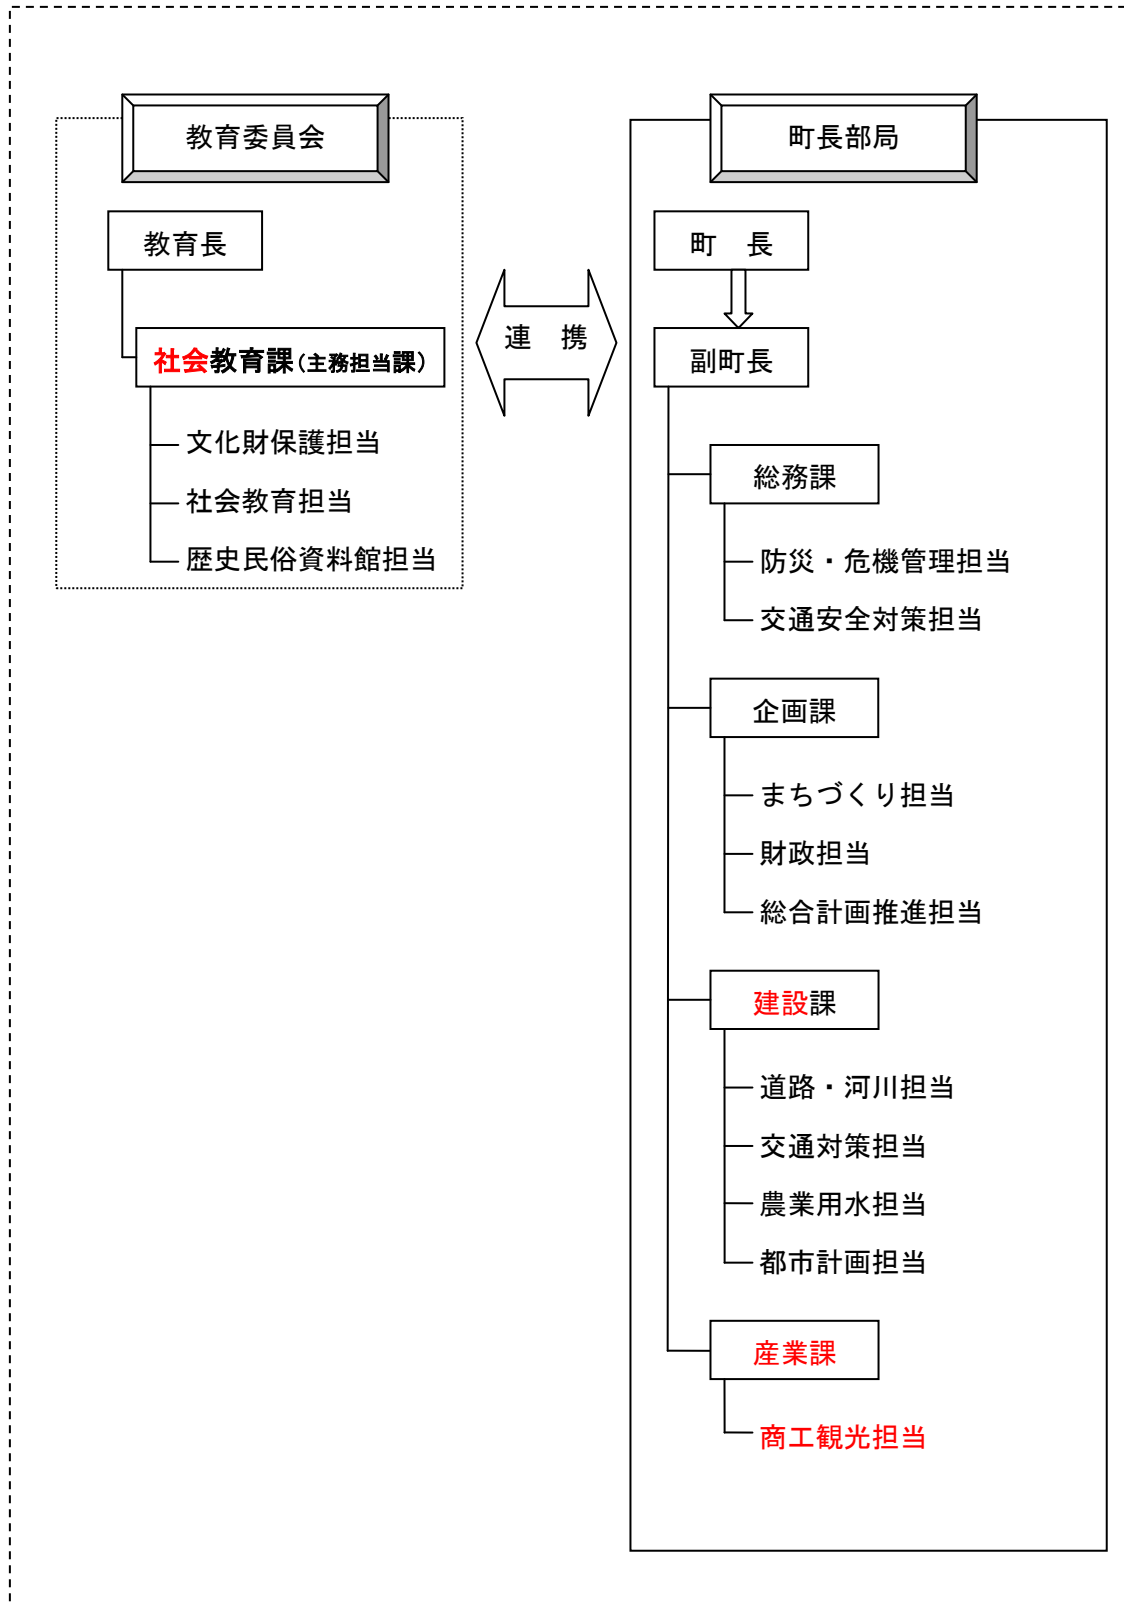 教育委員会
教育長
社会教育課(主務担当課)
文化財保護担当
社会教育担当
歴史民俗資料館担当
連　携
町長部局
町　長
副町長
総務課
防災・危機管理担当
交通安全対策担当
企画課
まちづくり担当
財政担当
総合計画推進担当
建設課
道路・河川担当
交通対策担当
農業用水担当
都市計画担当
産業課
商工観光担当